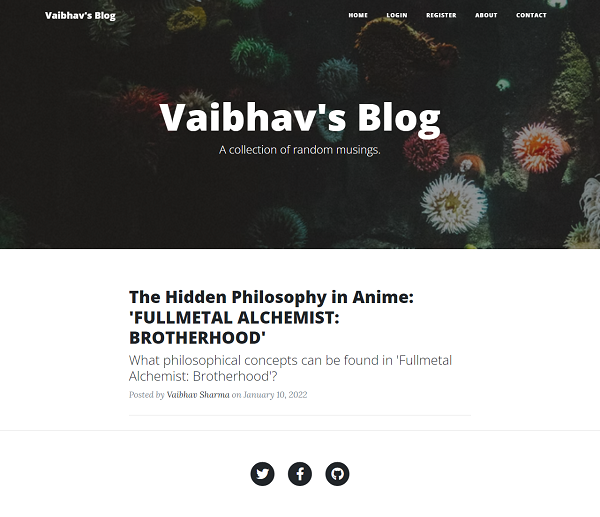 Vaibhav's Blog
HOME LOGIN REGISTER ABOUT CONTACT
Vaibhav's Blog
A collection of random musings.
The Hidden Philosophy in Anime:
'FULLMETAL ALCHEMIST:
BROTHERHOOD'
What philosophical concepts can be found in 'Fullmetal
Alchemist: Brotherhood'?
Posted by Vaibhav Sharma on January 10, 2022